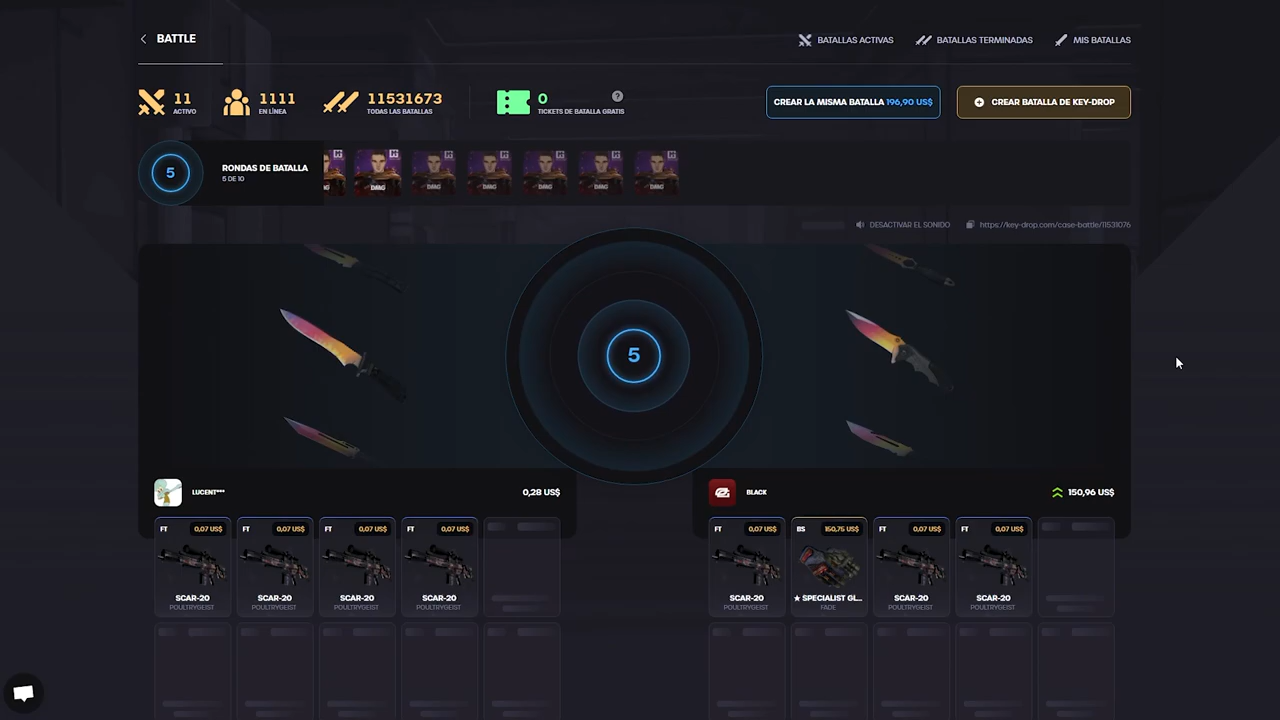 BATTLE
BATALLAS ACTIVAS
BATALLAS TERMINADAS
MIS BATALLAS
11
ACTIVO
1111
EN LÍNEA
11531673
TODAS LAS BATALLAS
0
?
TICKETS DE BATALLA GRATIS
CREAR LA MISMA BATALLA 196,90 US$
CREAR BATALLA DE KEY-DROP
5
RONDAS DE BATALLA
5 DE 10
DESACTIVAR EL SONIDO
https://key-drop.com/case-battle/11531076
5
LUCENT***
0,28 US$
BLACK
150,96 US$
FT 0,07 US$
FT 0,07 US$
FT 0,07 US$
FT 0,07 US$
FT 0,07 US$
BS 150,75 US$
FT 0,07 US$
FT 0,07 US$
SCAR-20
SCAR-20
SCAR-20
SCAR-20
SCAR-20
★ SPECIALIST GL...
SCAR-20
SCAR-20
POULTRYGEIST
POULTRYGEIST
POULTRYGEIST
POULTRYGEIST
POULTRYGEIST
FADE
POULTRYGEIST
POULTRYGEIST